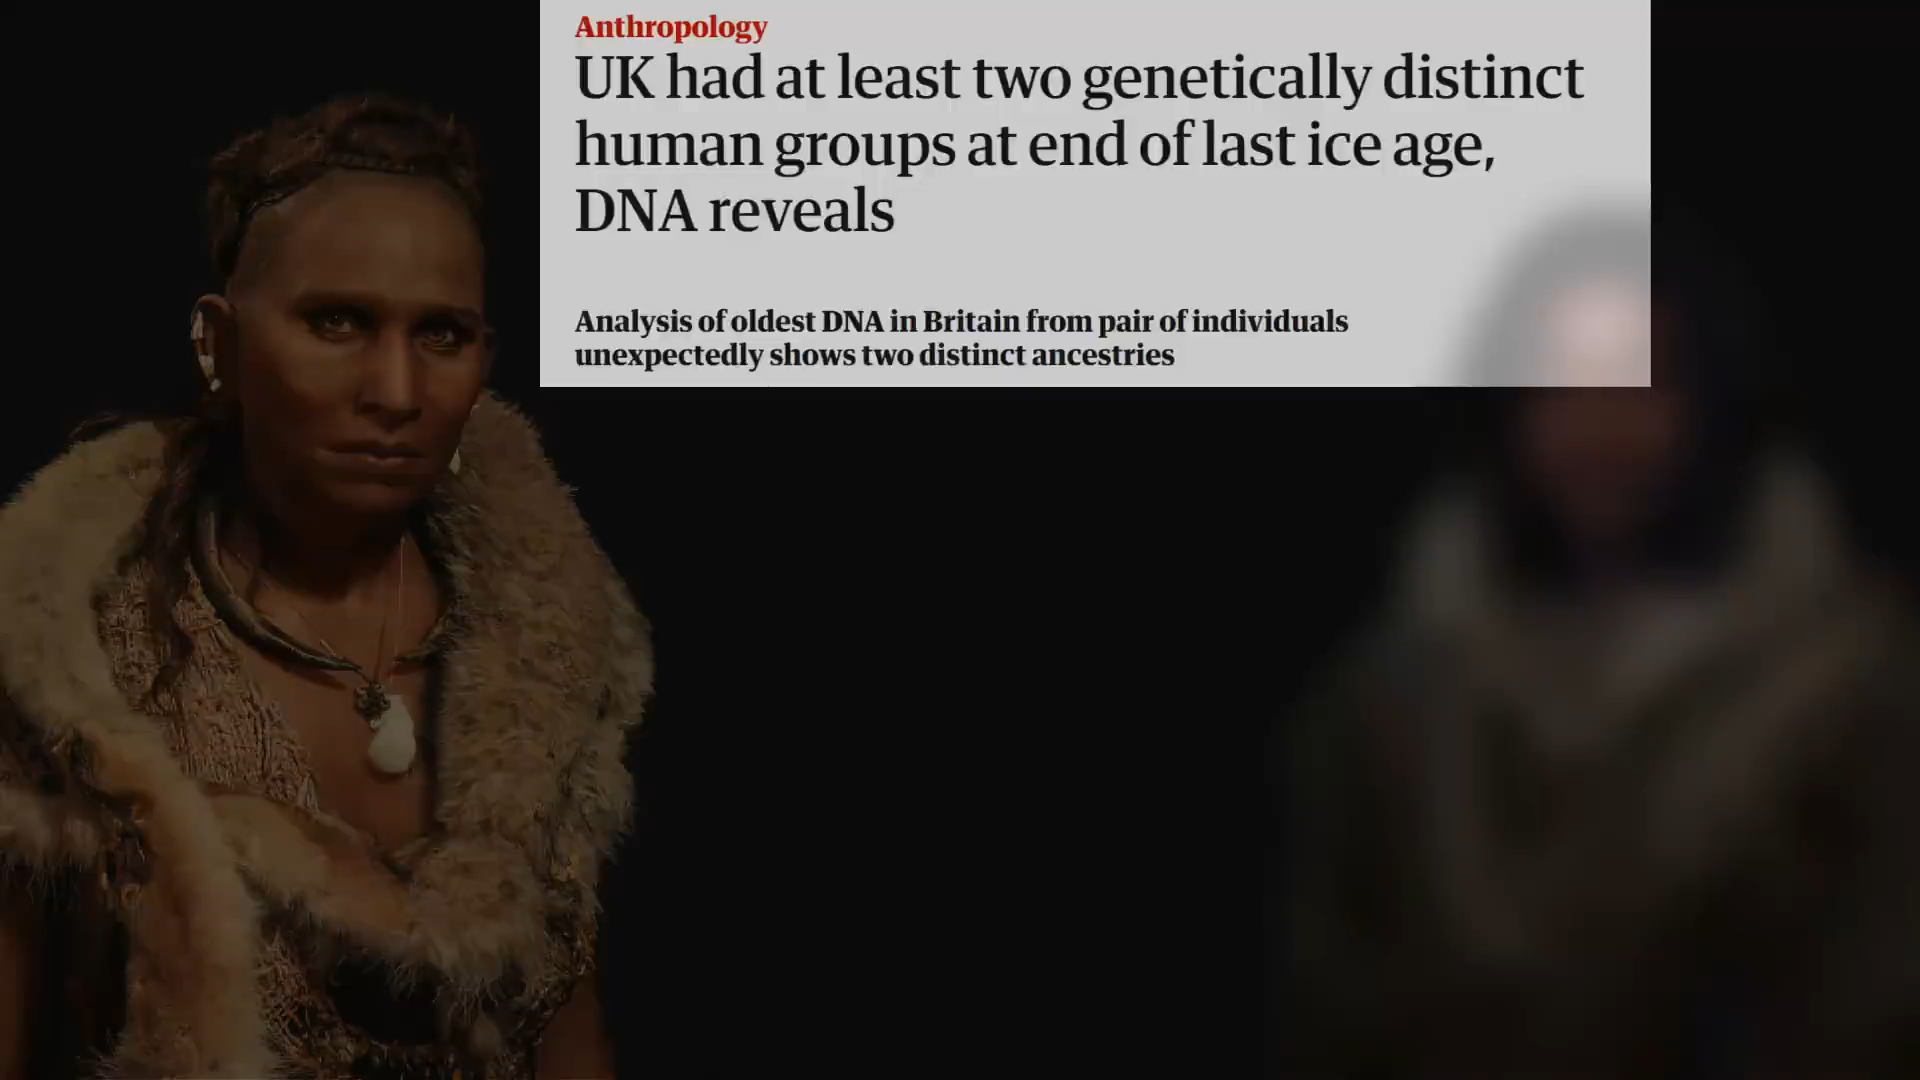 Anthropology
UK had at least two genetically distinct
human groups at end of last ice age,
DNA reveals
Analysis of oldest DNA in Britain from pair of individuals
unexpectedly shows two distinct ancestries